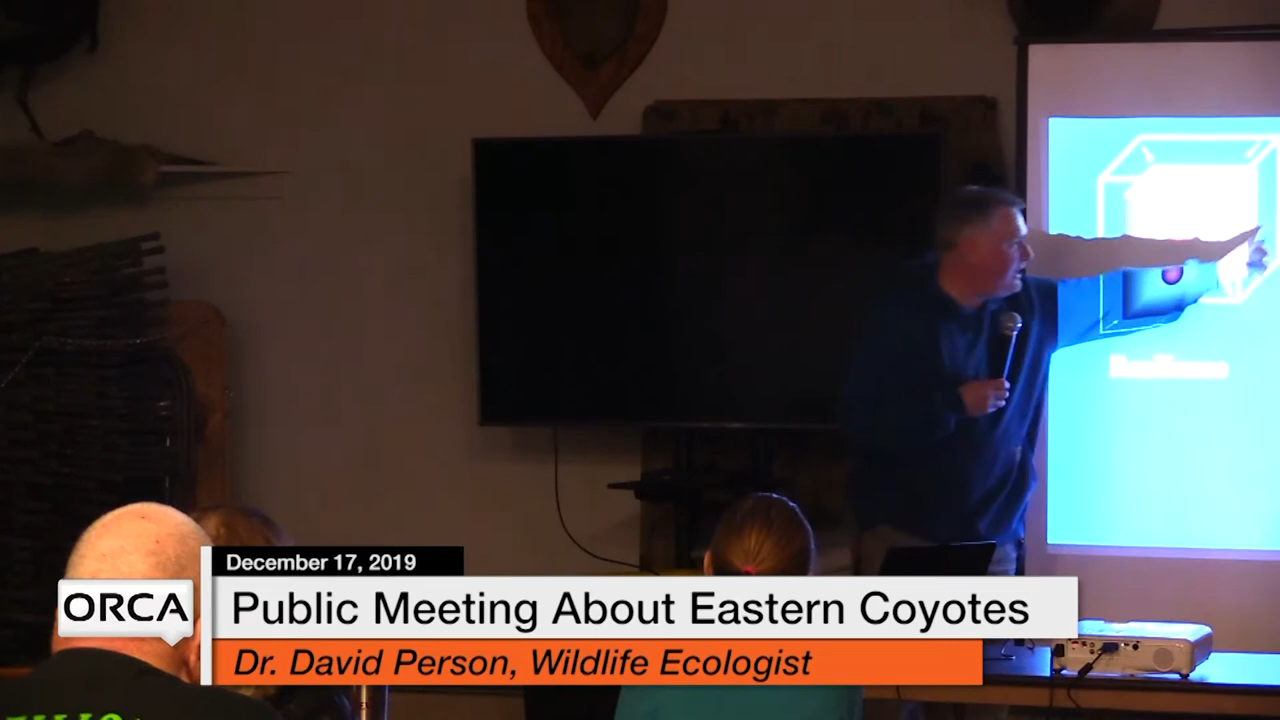 December 17, 2019
ORCA
Public Meeting About Eastern Coyotes
Dr. David Person, Wildlife Ecologist